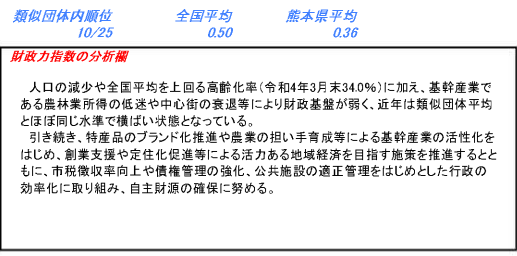 類似団体内順位 全国平均 熊本県平均
10/25 0.50 0.36
財政力指数の分析欄
人口の減少や全国平均を上回る高齢化率（令和4年3月末34.0%）に加え、基幹産業で
ある農林業所得の低迷や中心街の衰退等により財政基盤が弱く、近年は類似団体平均
とほぼ同じ水準で横ばい状態となっている。
引き続き、特産品のブランド化推進や農業の担い手育成等による基幹産業の活性化を
はじめ、創業支援や定住化促進等による活力ある地域経済を目指す施策を推進するとと
もに、市税徴収率向上や債権管理の強化、公共施設の適正管理をはじめとした行政の
効率化に取り組み、自主財源の確保に努める。